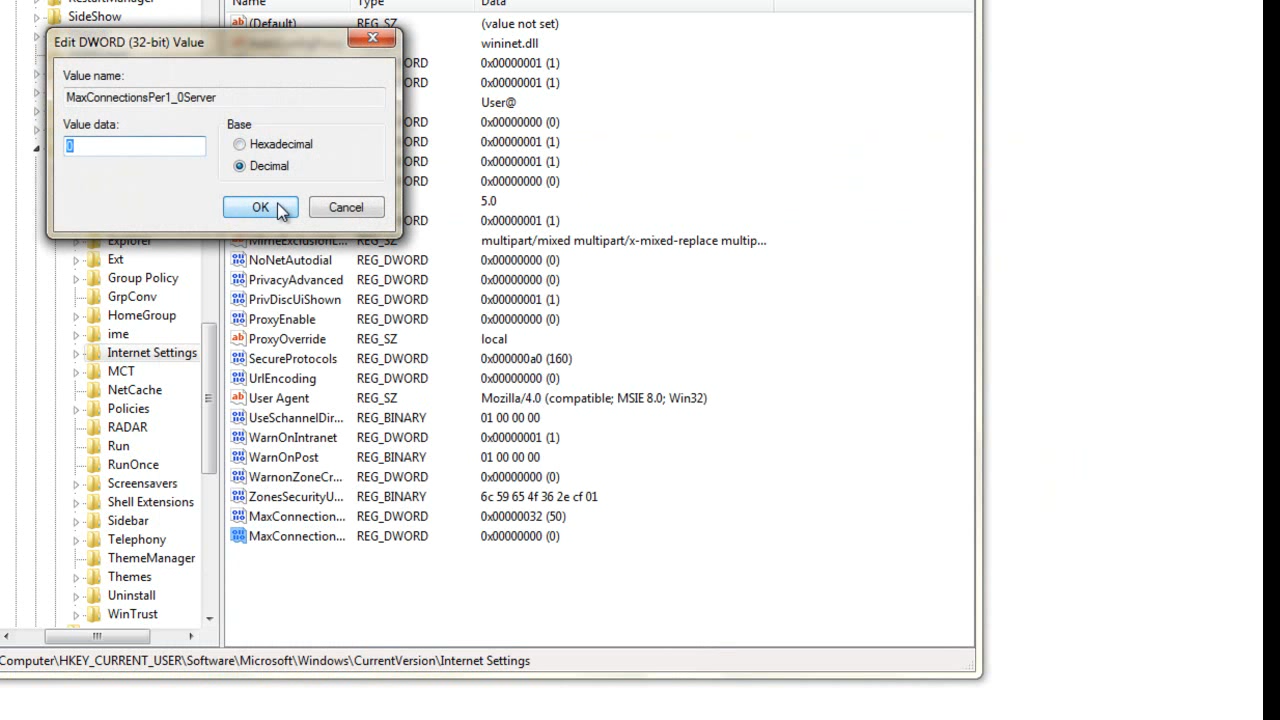 RestartManager
SideShow
Name Type Data
Edit DWORD (32-bit) Value
Value name:
MaxConnectionsPer1_0Server
Value data:
0
Base
Hexadecimal
Decimal
OK
Cancel
Explorer
Ext
Group Policy
GrpConv
HomeGroup
ime
Internet Settings
MCT
NetCache
Policies
RADAR
Run
RunOnce
Screensavers
Shell Extensions
Sidebar
Telephony
ThemeManager
Themes
Uninstall
WinTrust
(Default) REG_SZ (value not set)
wininet.dll
0x00000001 (1)
0x00000001 (1)
User@
0x00000000 (0)
0x00000001 (1)
0x00000001 (1)
0x00000000 (0)
5.0
0x00000001 (1)
MimeExclusionL... REG_SZ multipart/mixed multipart/x-mixed-replace multip...
NoNetAutodial REG_DWORD 0x00000000 (0)
PrivacyAdvanced REG_DWORD 0x00000000 (0)
PrivDiscUiShown REG_DWORD 0x00000001 (1)
ProxyEnable REG_DWORD 0x00000000 (0)
ProxyOverride REG_SZ local
SecureProtocols REG_DWORD 0x000000a0 (160)
UrlEncoding REG_DWORD 0x00000000 (0)
User Agent REG_SZ Mozilla/4.0 (compatible; MSIE 8.0; Win32)
UseSchannelDir... REG_BINARY 01 00 00 00
WarnOnIntranet REG_DWORD 0x00000001 (1)
WarnOnPost REG_BINARY 01 00 00 00
WarnonZoneCr... REG_DWORD 0x00000000 (0)
ZonesSecurityU... REG_BINARY 6c 59 65 4f 36 2e cf 01
MaxConnection... REG_DWORD 0x00000032 (50)
MaxConnection... REG_DWORD 0x00000000 (0)
Computer\HKEY_CURRENT_USER\Software\Microsoft\Windows\CurrentVersion\Internet Settings